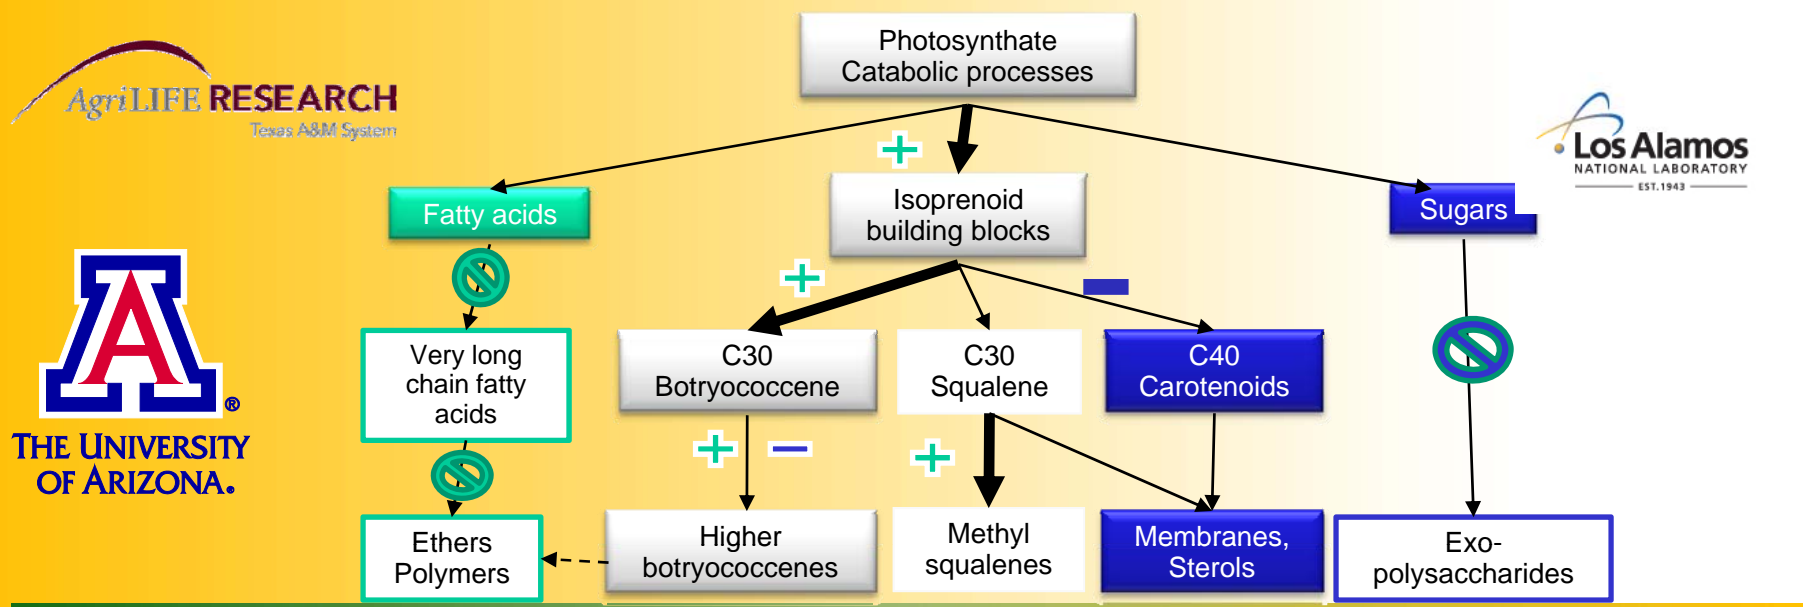 Photosynthate
Catabolic processes
AgriLIFE RESEARCH
Texas A&M System
Los Alamos
NATIONAL LABORATORY
EST.1943
Fatty acids
Isoprenoid
building blocks
Sugars
THE UNIVERSITY
OF ARIZONA.
®
Very long
chain fatty
acids
C30
Botryococcene
C30
Squalene
C40
Carotenoids
Ethers
Polymers
Higher
botryococcenes
Methyl
squalenes
Membranes,
Sterols
Exo-
polysaccharides